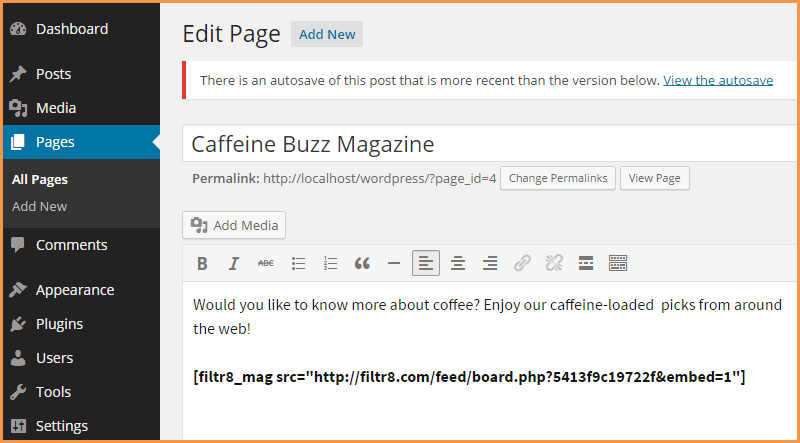 Dashboard
Posts
Media
Pages
All Pages
Add New
Comments
Appearance
Plugins
Users
Tools
Settings
Edit Page Add New
There is an autosave of this post that is more recent than the version below. View the autosave
Caffeine Buzz Magazine
Permalink: http://localhost/wordpress/?page_id=4 Change Permalinks View Page
Add Media
B I ABC
Would you like to know more about coffee? Enjoy our caffeine-loaded picks from around
the web!
[filtr8_mag src="http://filtr8.com/feed/board.php?5413f9c19722f&embed=1"]